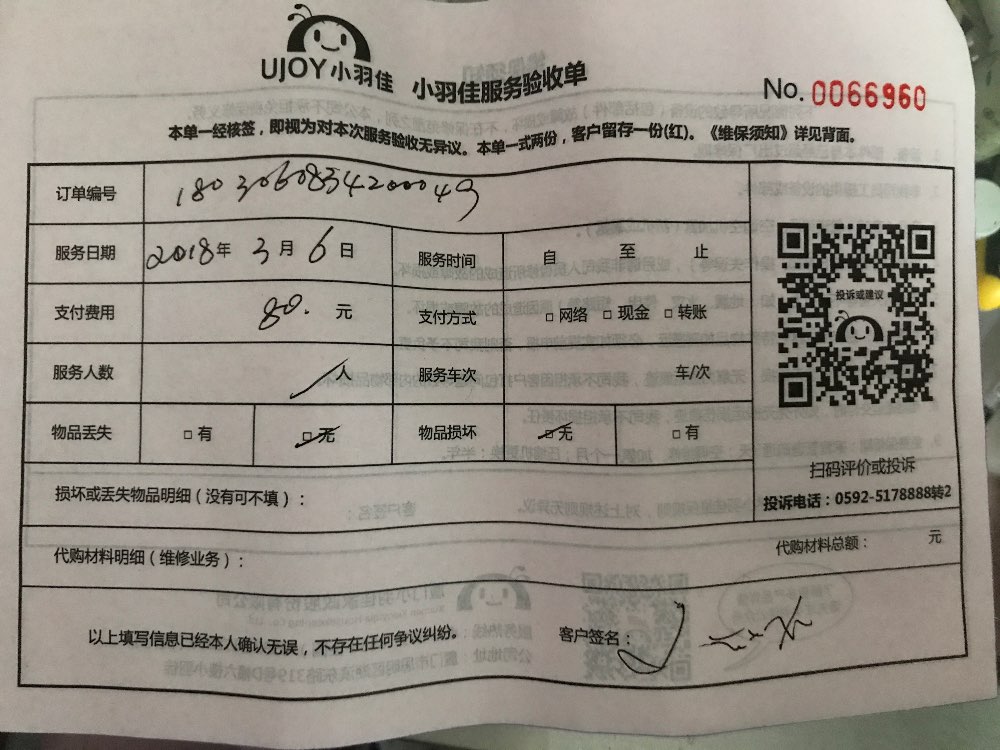 UJOY小羽佳 小羽佳服务验收单
No. 0066960
本单一经核签，即视为对本次服务验收无异议。本单一式两份，客户留存一份(红)。《维保须知》详见背面。
订单编号 18030608342000049
服务日期 2018年 3月 6日 服务时间 自 至 止
支付费用 80. 元 支付方式 □网络 □现金 □转账
投诉或建议
服务人数 人 服务车次 车/次
物品丢失 □有 □无 物品损坏 □无 □有
扫码评价或投诉
损坏或丢失物品明细（没有可不填）：
投诉电话：0592-5178888转2
代购材料明细（维修业务）：
代购材料总额： 元
以上填写信息已经本人确认无误，不存在任何争议纠纷。 客户签名：